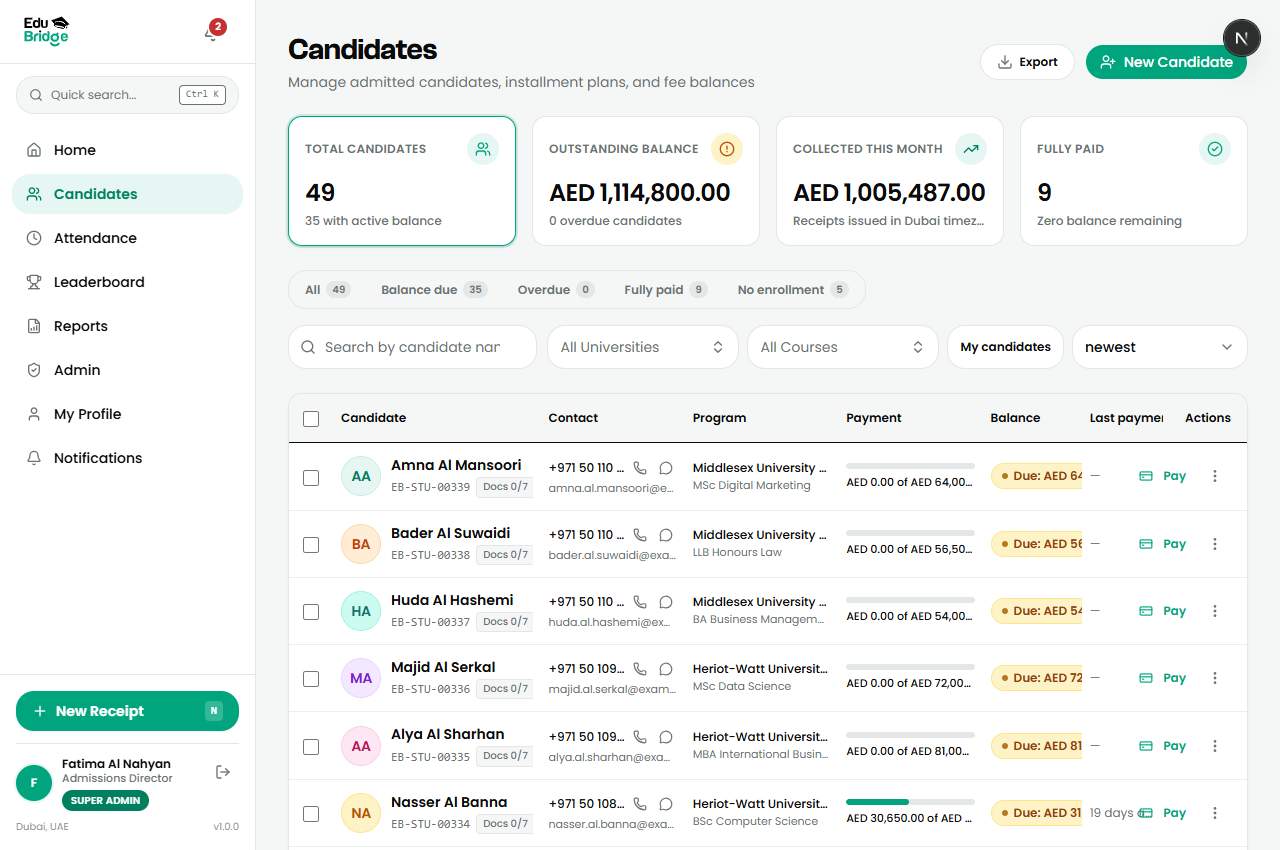 Edu
Bridge
2
Quick search...
Ctrl K
Home
Candidates
Attendance
Leaderboard
Reports
Admin
My Profile
Notifications
New Receipt
N
F
Fatima Al Nahyan
Admissions Director
SUPER ADMIN
Dubai, UAE
v1.0.0
Candidates
Manage admitted candidates, installment plans, and fee balances
Export
New Candidate
N
TOTAL CANDIDATES
49
35 with active balance
OUTSTANDING BALANCE
AED 1,114,800.00
0 overdue candidates
COLLECTED THIS MONTH
AED 1,005,487.00
Receipts issued in Dubai timez...
FULLY PAID
9
Zero balance remaining
All 49
Balance due 35
Overdue 0
Fully paid 9
No enrollment 5
Search by candidate nar
All Universities
All Courses
My candidates
newest
Candidate Contact Program Payment Balance Last paymer Actions
AA
Amna Al Mansoori
EB-STU-00339 Docs 0/7
+971 50 110 ...
amna.al.mansoori@e...
Middlesex University ...
MSc Digital Marketing
AED 0.00 of AED 64,00...
Due: AED 64
—
Pay
BA
Bader Al Suwaidi
EB-STU-00338 Docs 0/7
+971 50 110 ...
bader.al.suwaidi@exa...
Middlesex University ...
LLB Honours Law
AED 0.00 of AED 56,50...
Due: AED 56
—
Pay
HA
Huda Al Hashemi
EB-STU-00337 Docs 0/7
+971 50 110 ...
huda.al.hashemi@ex...
Middlesex University ...
BA Business Managem...
AED 0.00 of AED 54,00...
Due: AED 54
—
Pay
MA
Majid Al Serkal
EB-STU-00336 Docs 0/7
+971 50 109...
majid.al.serkal@exam...
Heriot-Watt Universit...
MSc Data Science
AED 0.00 of AED 72,00...
Due: AED 72
—
Pay
AA
Alya Al Sharhan
EB-STU-00335 Docs 0/7
+971 50 109...
alya.al.sharhan@exa...
Heriot-Watt Universit...
MBA International Busin...
AED 0.00 of AED 81,00...
Due: AED 81
—
Pay
NA
Nasser Al Banna
EB-STU-00334 Docs 0/7
+971 50 108...
nasser.al.banna@exa...
Heriot-Watt Universit...
BSc Computer Science
AED 30,650.00 of AED ...
Due: AED 31
19 days
Pay